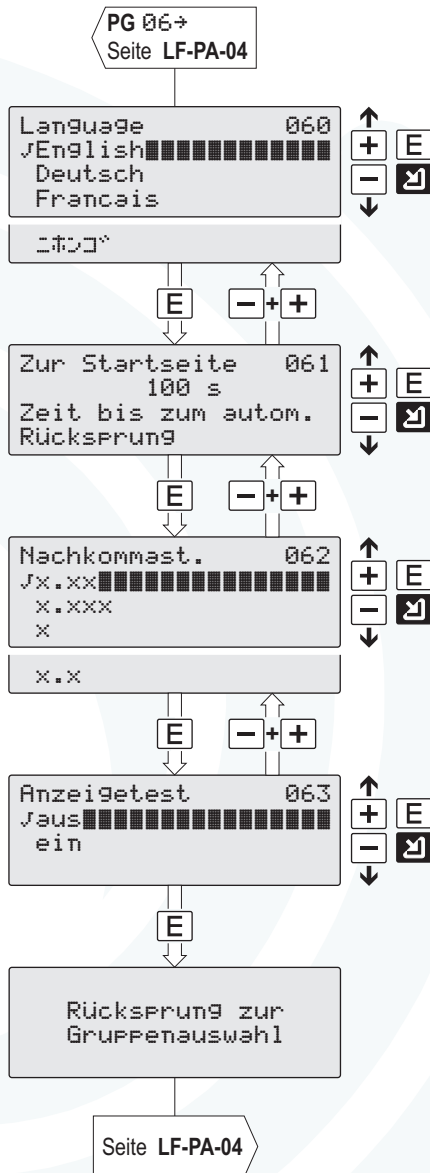 PG 06→
Seite LF-PA-04
Language 060
√English
Deutsch
Francais
+ E
−
ニホンゴ
E − + +
Zur Startseite 061
100 s
Zeit bis zum autom.
Rücksprung
+ E
−
E − + +
Nachkommast. 062
√x.xx
x.xxx
x
+ E
−
x.x
E − + +
Anzeigetest 063
√aus
ein
+ E
−
E
Rücksprung zur
Gruppenauswahl
Seite LF-PA-04